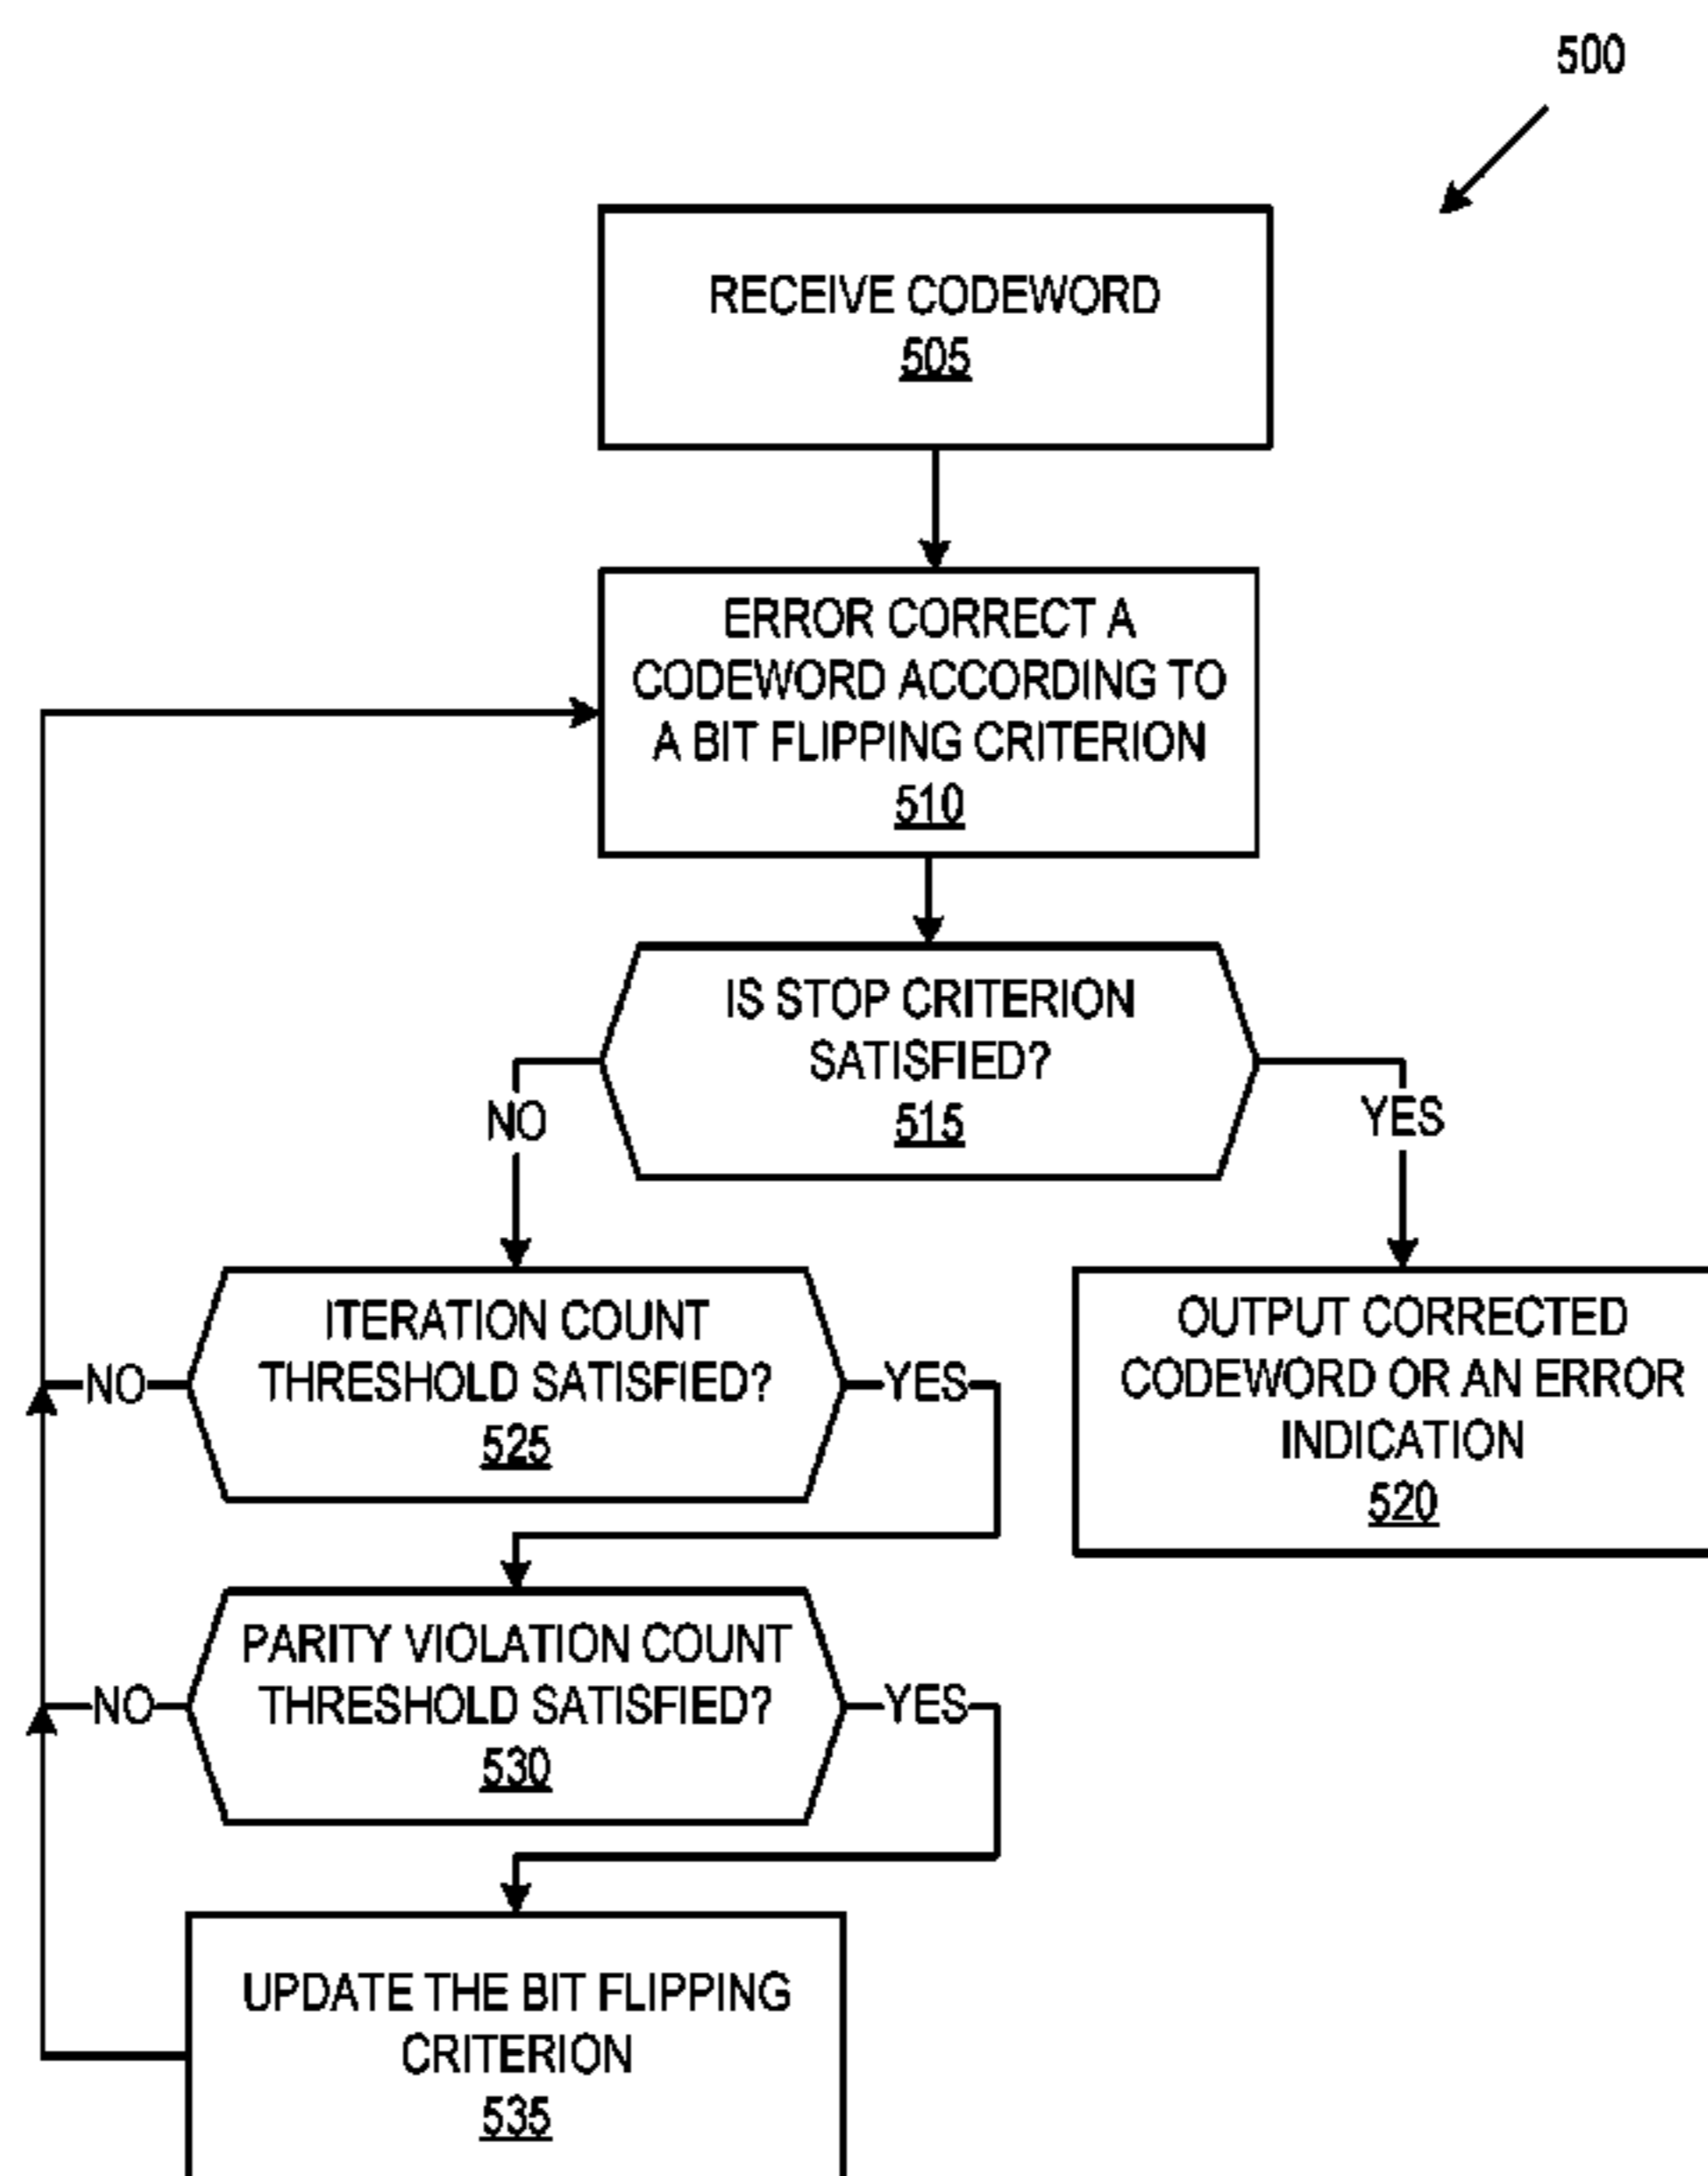 500
RECEIVE CODEWORD
505
ERROR CORRECT A
CODEWORD ACCORDING TO
A BIT FLIPPING CRITERION
510
IS STOP CRITERION
SATISFIED?
515
NO
YES
ITERATION COUNT
THRESHOLD SATISFIED?
525
NO
YES
OUTPUT CORRECTED
CODEWORD OR AN ERROR
INDICATION
520
PARITY VIOLATION COUNT
THRESHOLD SATISFIED?
530
NO
YES
UPDATE THE BIT FLIPPING
CRITERION
535